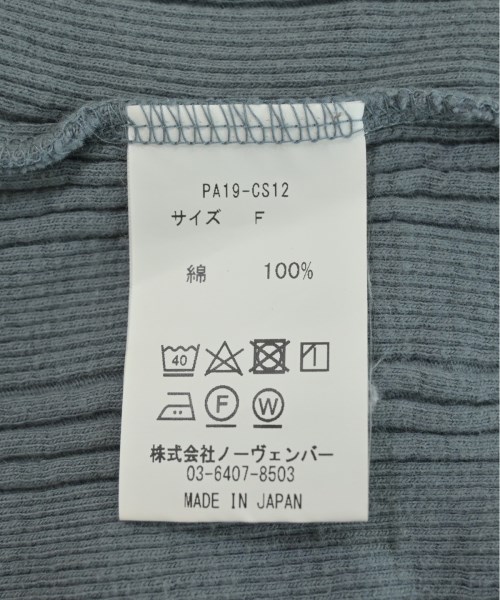 PA19-CS12
サイズ F
綿 100%
40
F W
株式会社ノーヴェンバー
03-6407-8503
MADE IN JAPAN